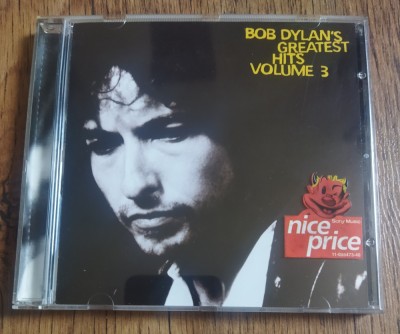 BOB DYLAN'S
GREATEST
HITS
VOLUME 3
Sony Music
nice
price